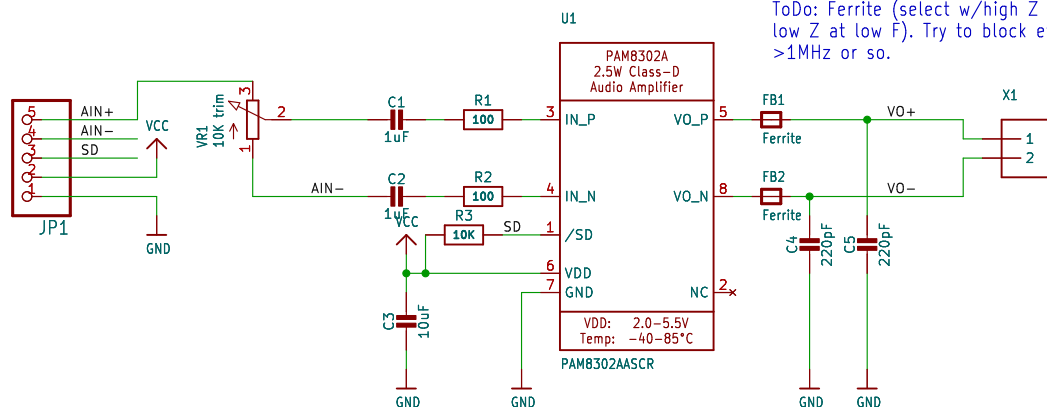 ToDo: Ferrite (select w/high Z
low Z at low F). Try to block e
>1MHz or so.
U1
PAM8302A
2.5W Class-D
Audio Amplifier
JP1
5
4
3
2
1
AIN+
AIN-
SD
VCC
GND
VR1
10K trim
3
2
1
AIN-
C1
1uF
R1
100
C2
1uF
R2
100
VCC
R3
10K
SD
C3
10uF
GND
GND
3
IN_P
4
IN_N
1
/SD
6
VDD
7
GND
5
VO_P
8
VO_N
2
NC
VDD: 2.0-5.5V
Temp: -40-85°C
PAM8302AASCR
FB1
Ferrite
FB2
Ferrite
VO+
VO-
C4
220pF
C5
220pF
GND
GND
X1
1
2